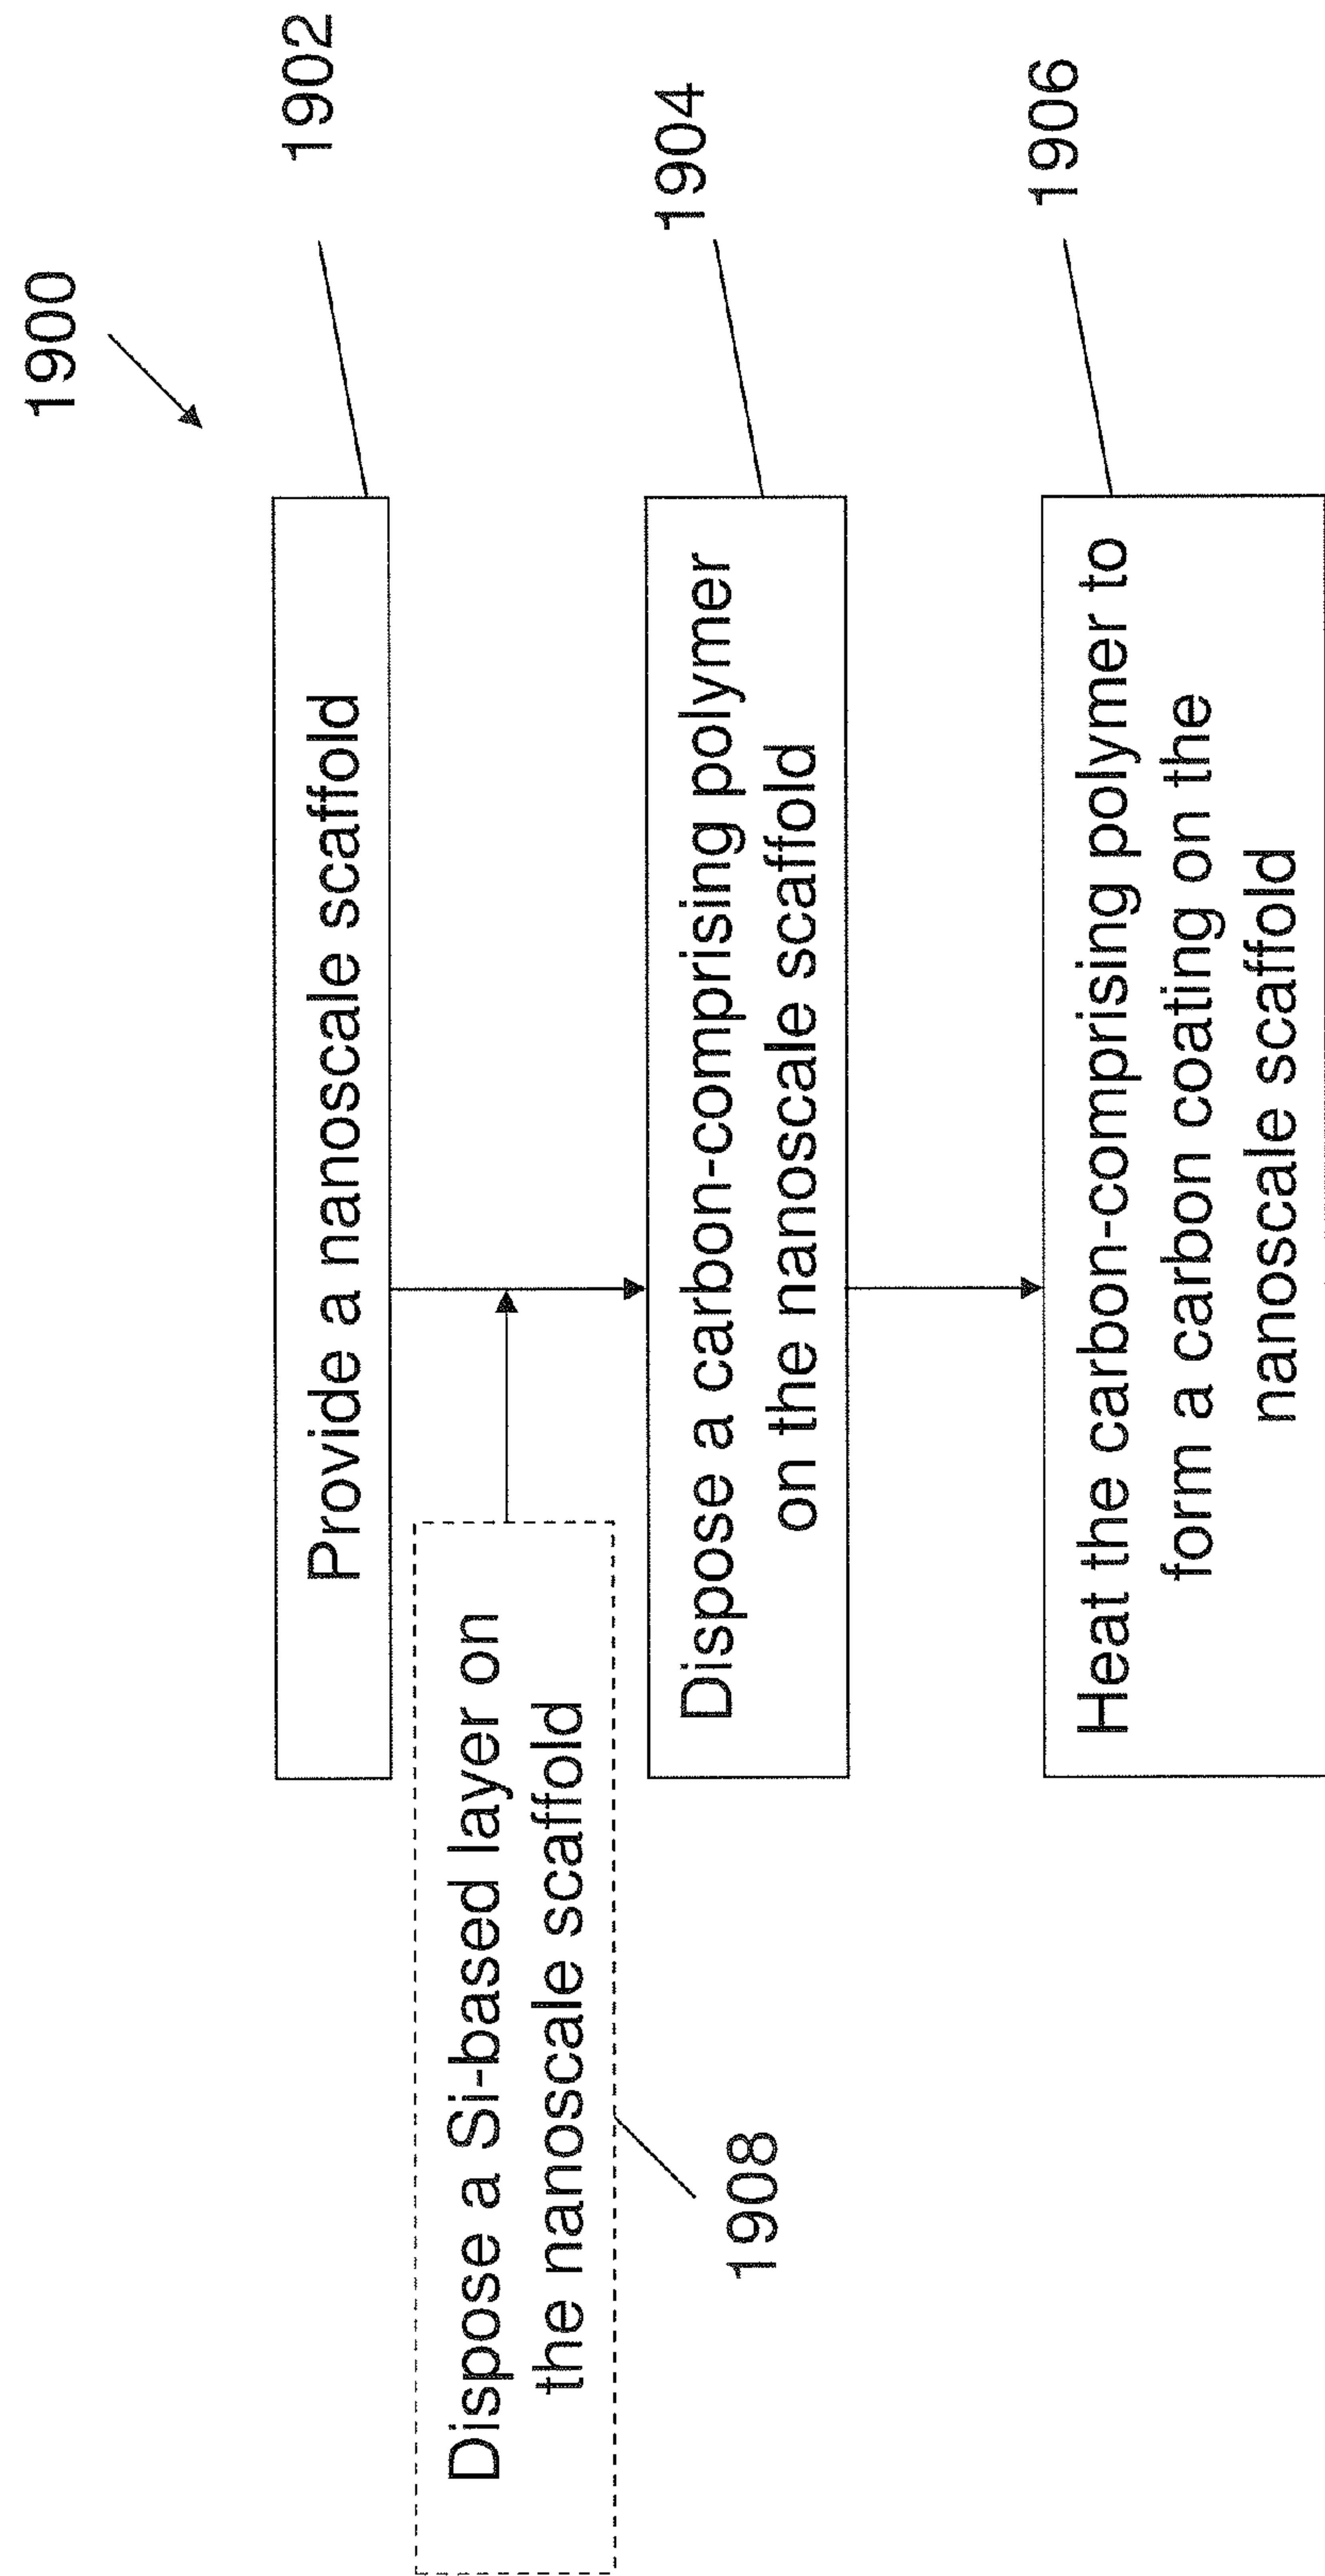 1900
1902
Provide a nanoscale scaffold
Dispose a Si-based layer on
the nanoscale scaffold
1908
1904
Dispose a carbon-comprising polymer
on the nanoscale scaffold
1906
Heat the carbon-comprising polymer to
form a carbon coating on the
nanoscale scaffold